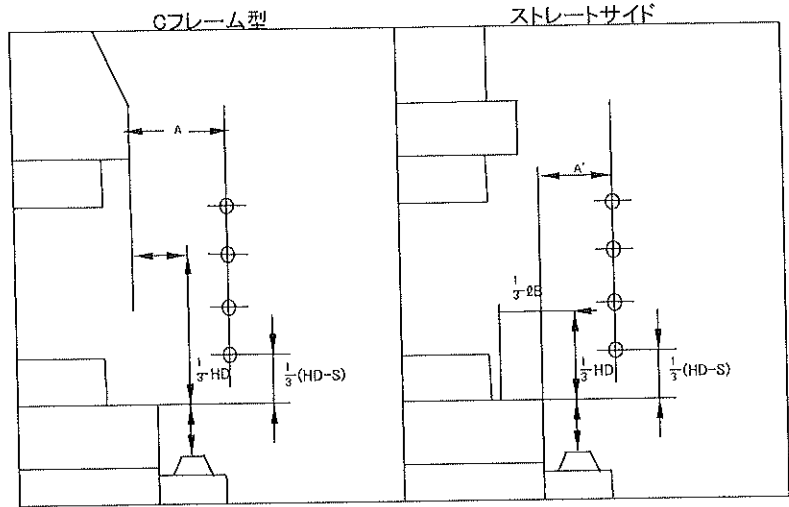 Cフレーム型
ストレートサイド
A
1/3 HD
1/3 (HD-S)
A'
1/3 ℓB
1/3 HD
1/3 (HD-S)